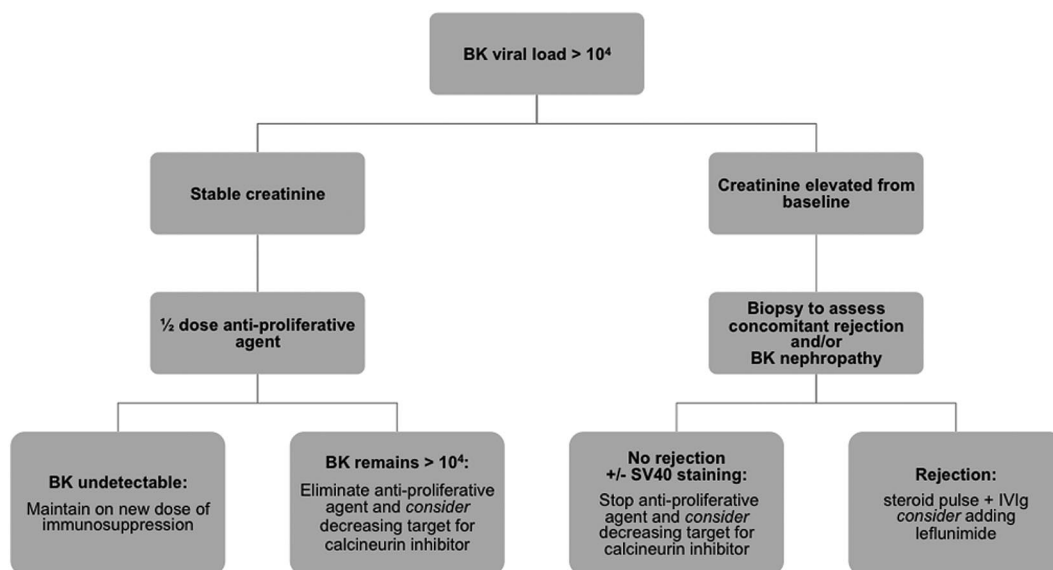 BK viral load > 10⁴
Stable creatinine
Creatinine elevated from
baseline
½ dose anti-proliferative
agent
Biopsy to assess
concomitant rejection
and/or
BK nephropathy
BK undetectable:
Maintain on new dose of
immunosuppression
BK remains > 10⁴:
Eliminate anti-proliferative
agent and consider
decreasing target for
calcineurin inhibitor
No rejection
+/- SV40 staining:
Stop anti-proliferative
agent and consider
decreasing target for
calcineurin inhibitor
Rejection:
steroid pulse + IVIg
consider adding
leflunimide